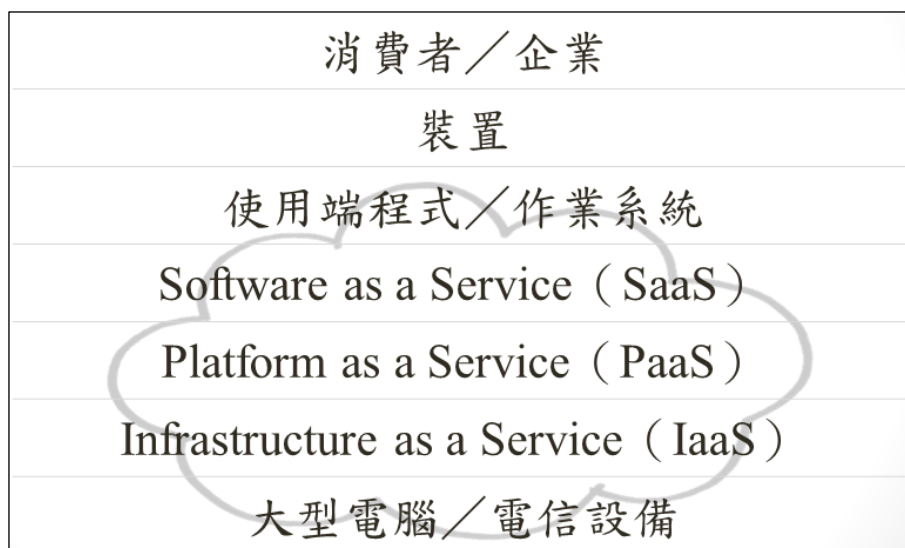 消費者／企業
裝置
使用端程式／作業系統
Software as a Service（SaaS）
Platform as a Service（PaaS）
Infrastructure as a Service（IaaS）
大型電腦／電信設備